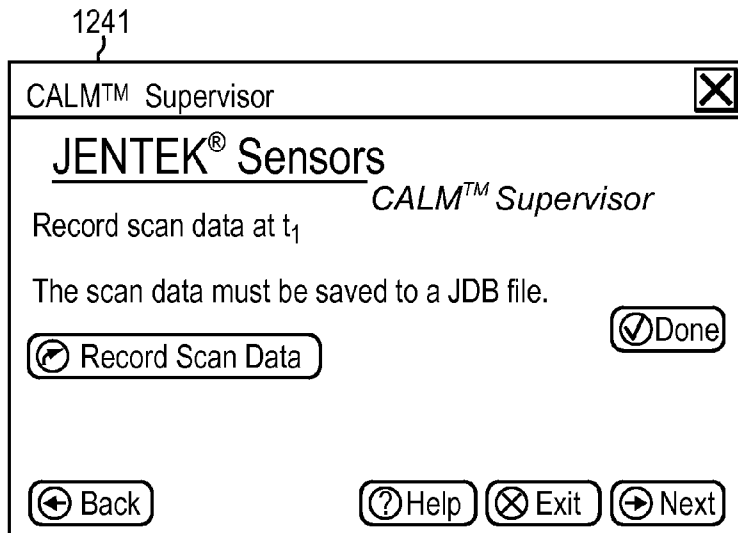 1241
CALM™ Supervisor
JENTEK® Sensors
CALM™ Supervisor
Record scan data at t₁
The scan data must be saved to a JDB file.
Done
Record Scan Data
Back Help Exit Next